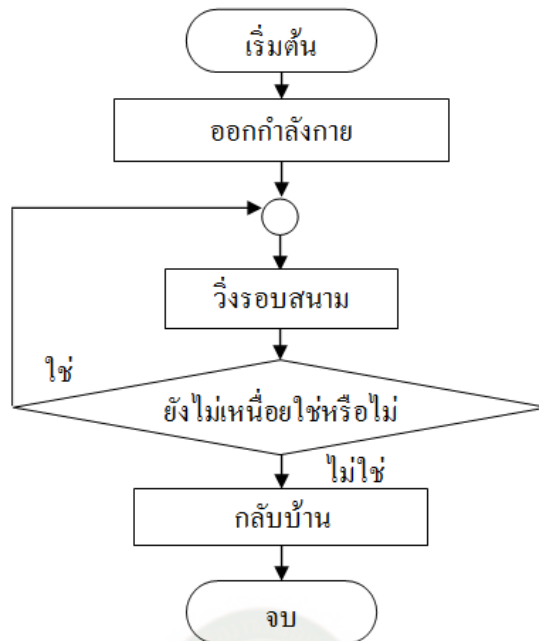 เริ่มต้น
ออกกำลังกาย
วิ่งรอบสนาม
ใช่
ยังไม่เหนื่อยใช่หรือไม่
ไม่ใช่
กลับบ้าน
จบ